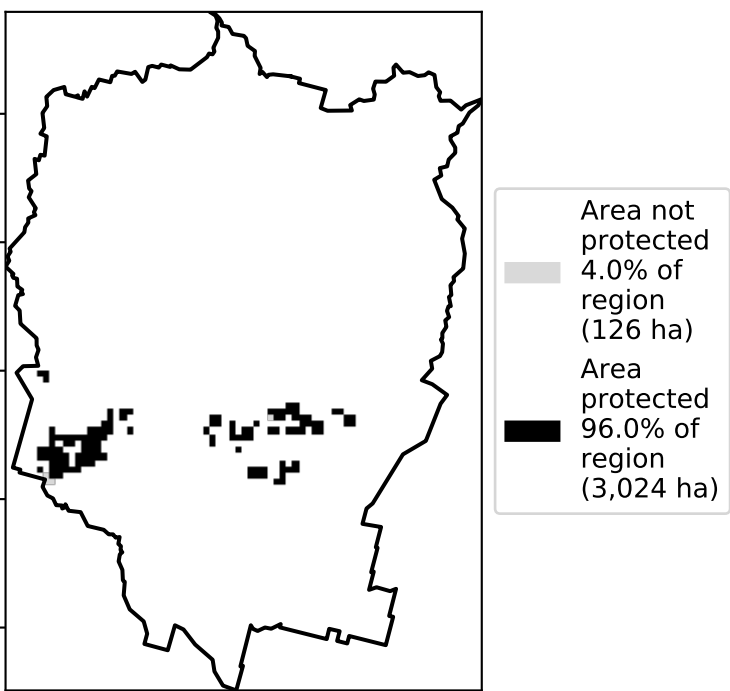 Area not
protected
4.0% of
region
(126 ha)
Area
protected
96.0% of
region
(3,024 ha)